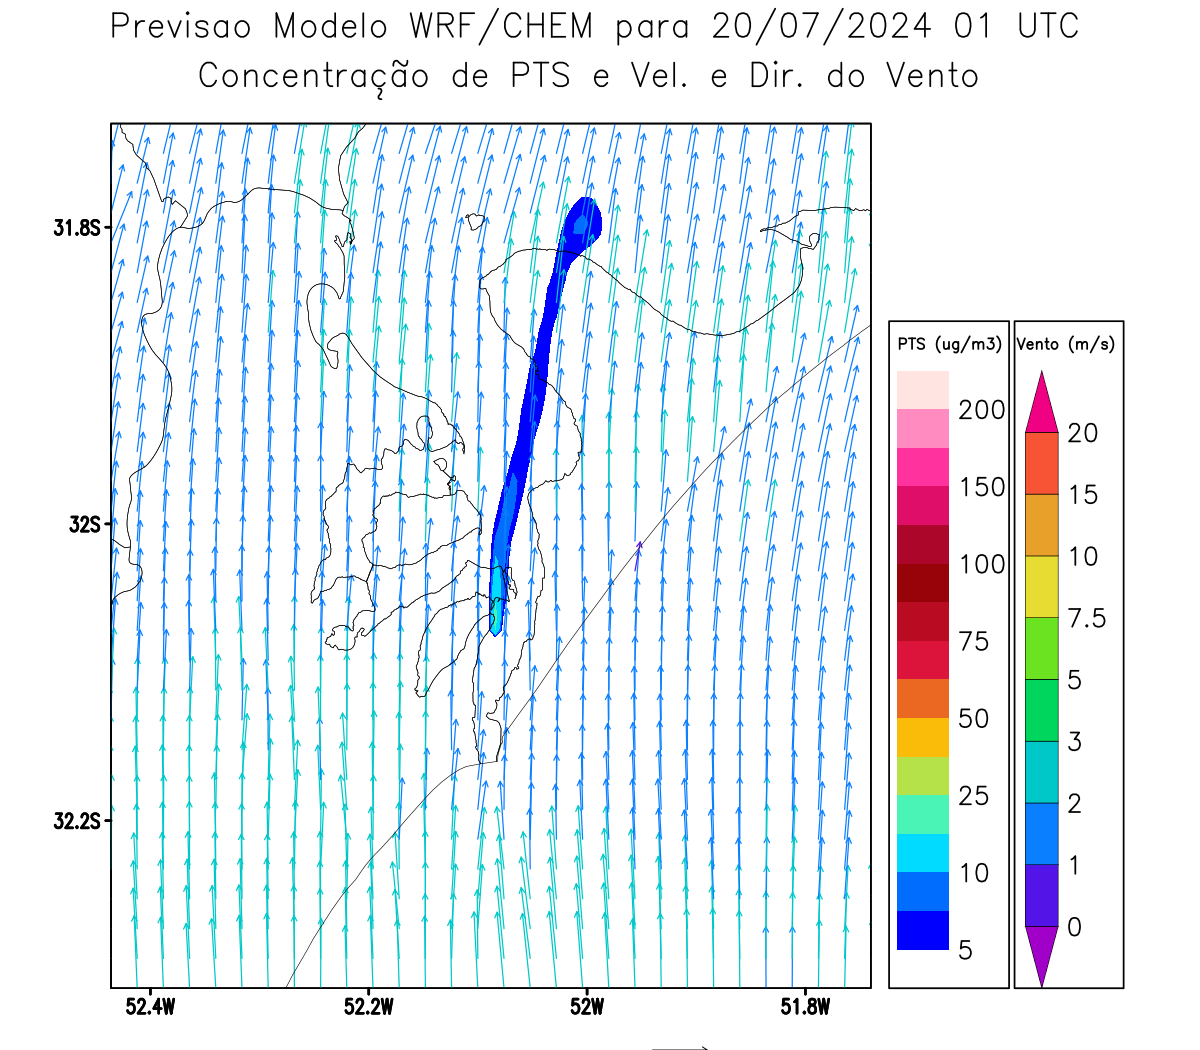 Previsao Modelo WRF/CHEM para 20/07/2024 01 UTC
Concentração de PTS e Vel. e Dir. do Vento
31.8S
32S
32.2S
52.4W 52.2W 52W 51.8W
PTS (ug/m3)
200
150
100
75
50
25
10
5
Vento (m/s)
20
15
10
7.5
5
3
2
1
0